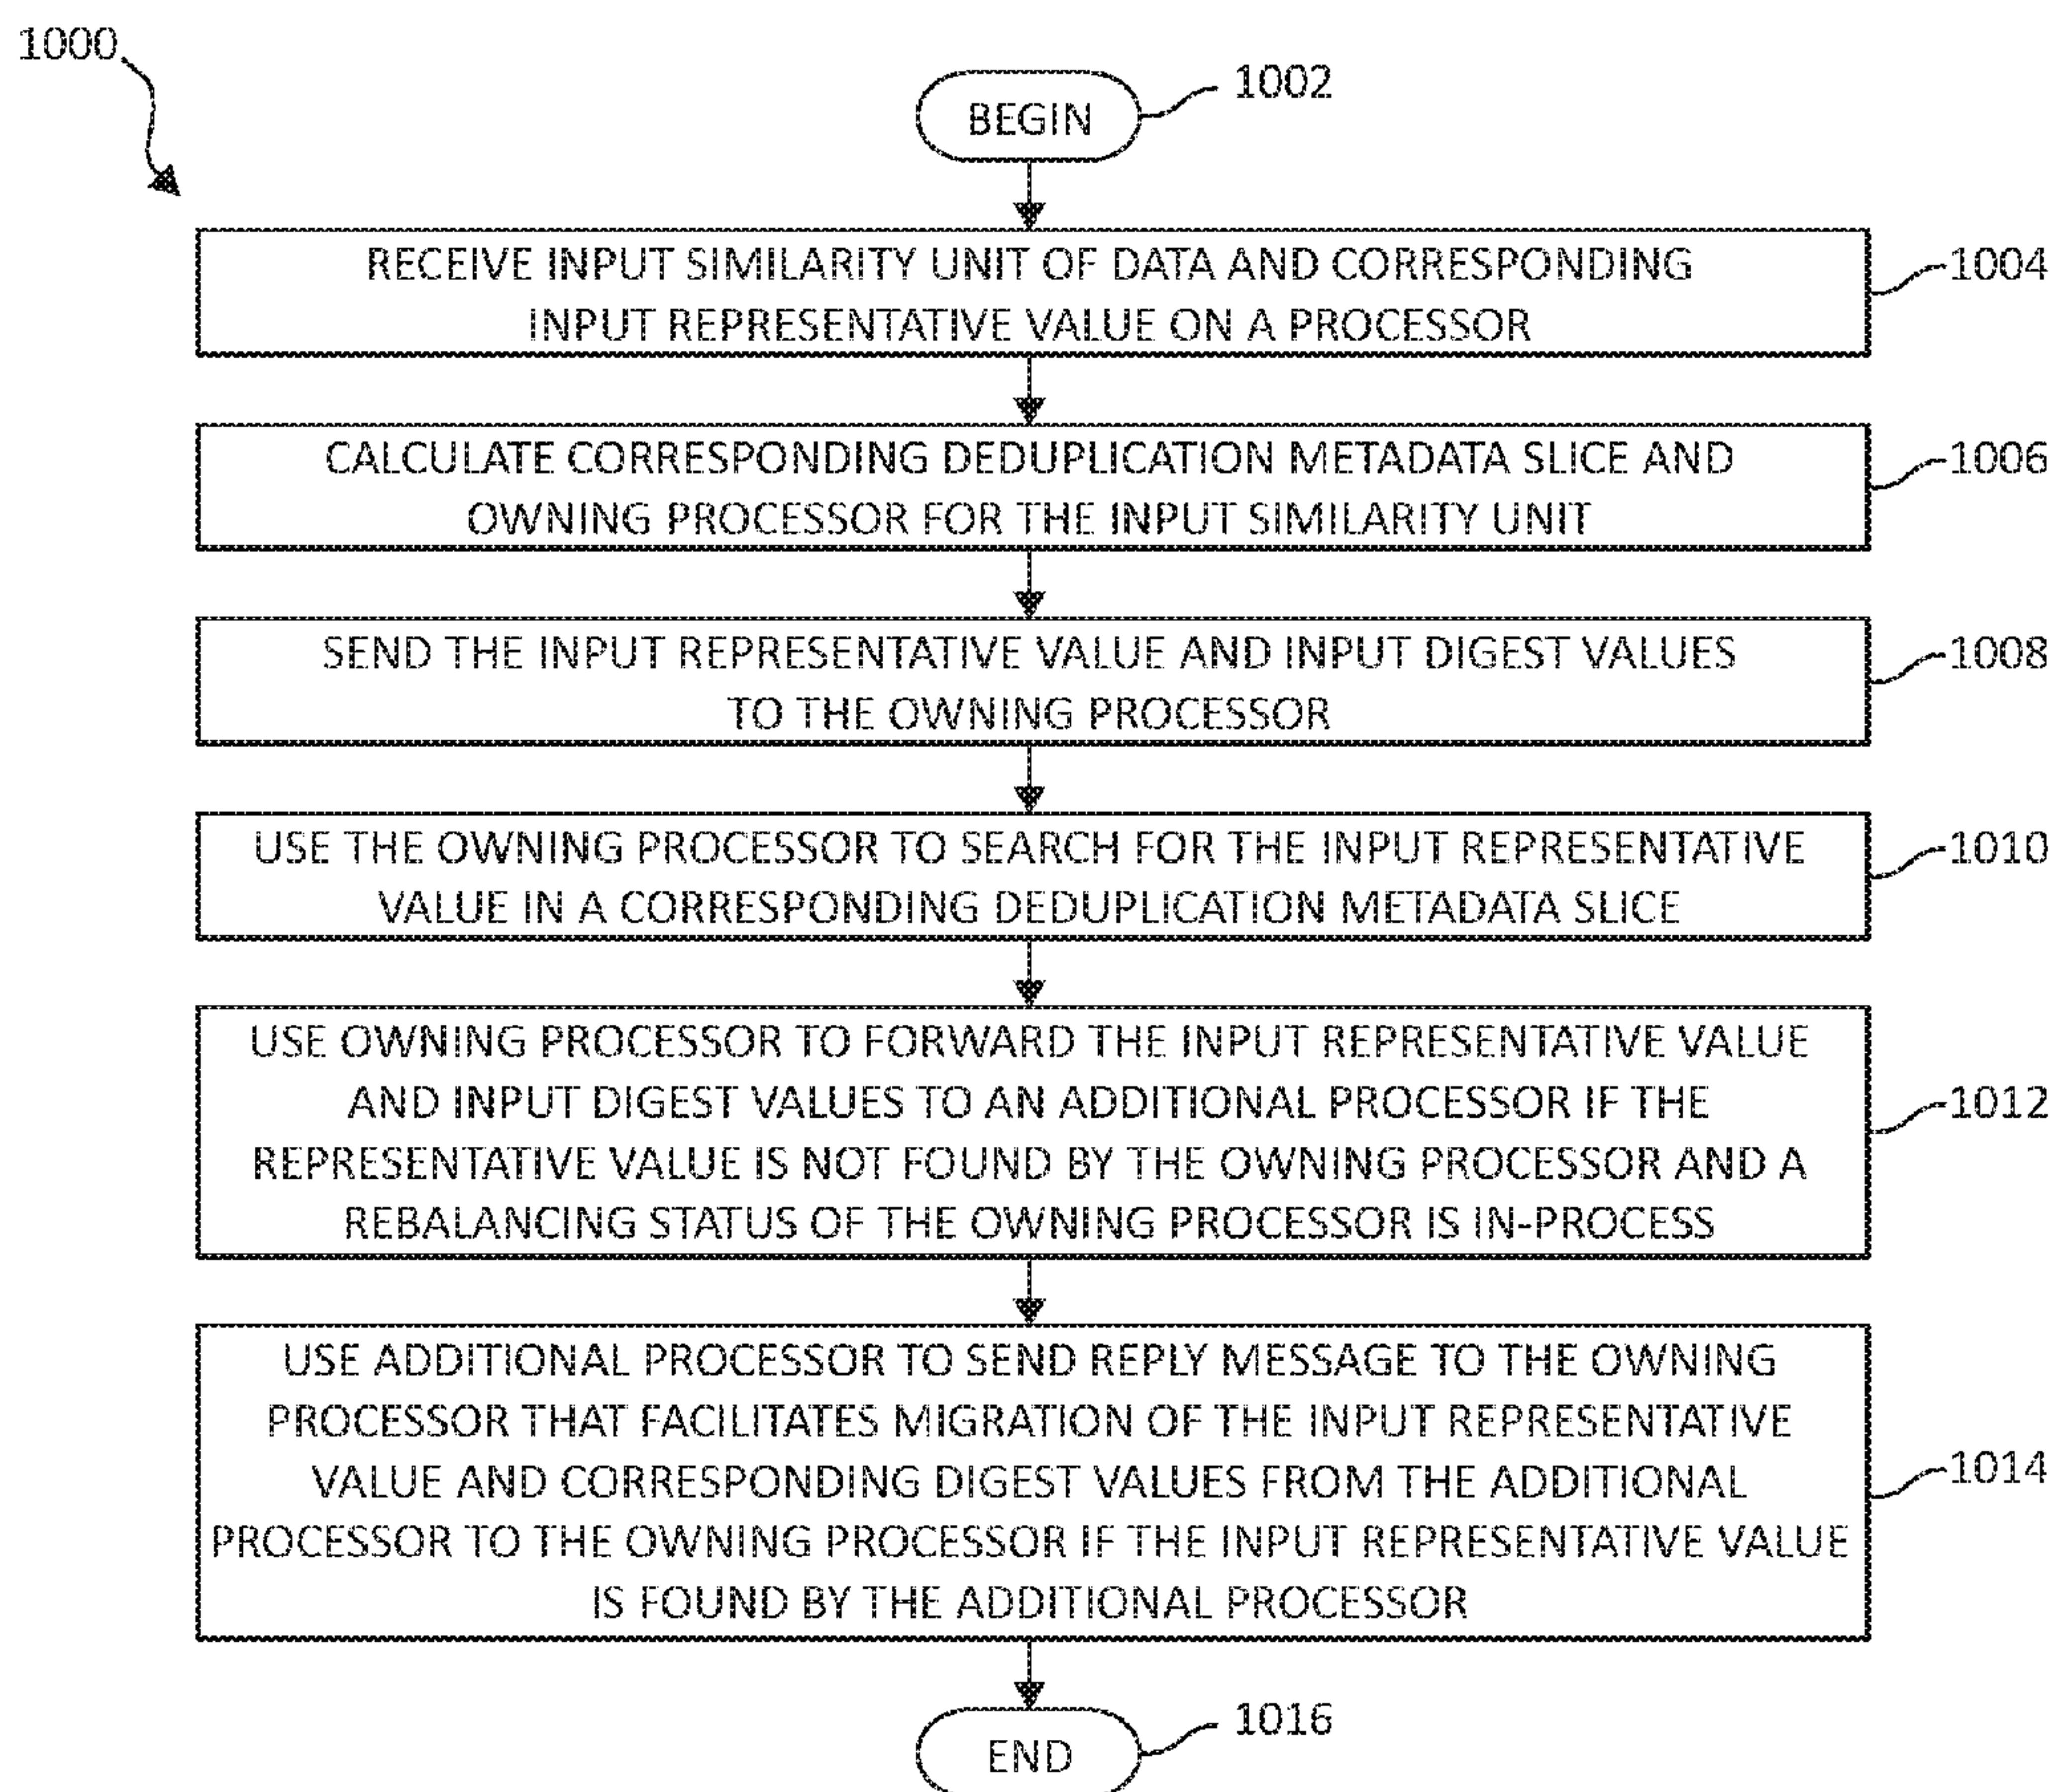 1000
BEGIN
1002
RECEIVE INPUT SIMILARITY UNIT OF DATA AND CORRESPONDING
INPUT REPRESENTATIVE VALUE ON A PROCESSOR
1004
CALCULATE CORRESPONDING DEDUPLICATION METADATA SLICE AND
OWNING PROCESSOR FOR THE INPUT SIMILARITY UNIT
1006
SEND THE INPUT REPRESENTATIVE VALUE AND INPUT DIGEST VALUES
TO THE OWNING PROCESSOR
1008
USE THE OWNING PROCESSOR TO SEARCH FOR THE INPUT REPRESENTATIVE
VALUE IN A CORRESPONDING DEDUPLICATION METADATA SLICE
1010
USE OWNING PROCESSOR TO FORWARD THE INPUT REPRESENTATIVE VALUE
AND INPUT DIGEST VALUES TO AN ADDITIONAL PROCESSOR IF THE
REPRESENTATIVE VALUE IS NOT FOUND BY THE OWNING PROCESSOR AND A
REBALANCING STATUS OF THE OWNING PROCESSOR IS IN-PROCESS
1012
USE ADDITIONAL PROCESSOR TO SEND REPLY MESSAGE TO THE OWNING
PROCESSOR THAT FACILITATES MIGRATION OF THE INPUT REPRESENTATIVE
VALUE AND CORRESPONDING DIGEST VALUES FROM THE ADDITIONAL
PROCESSOR TO THE OWNING PROCESSOR IF THE INPUT REPRESENTATIVE VALUE
IS FOUND BY THE ADDITIONAL PROCESSOR
1014
END
1016